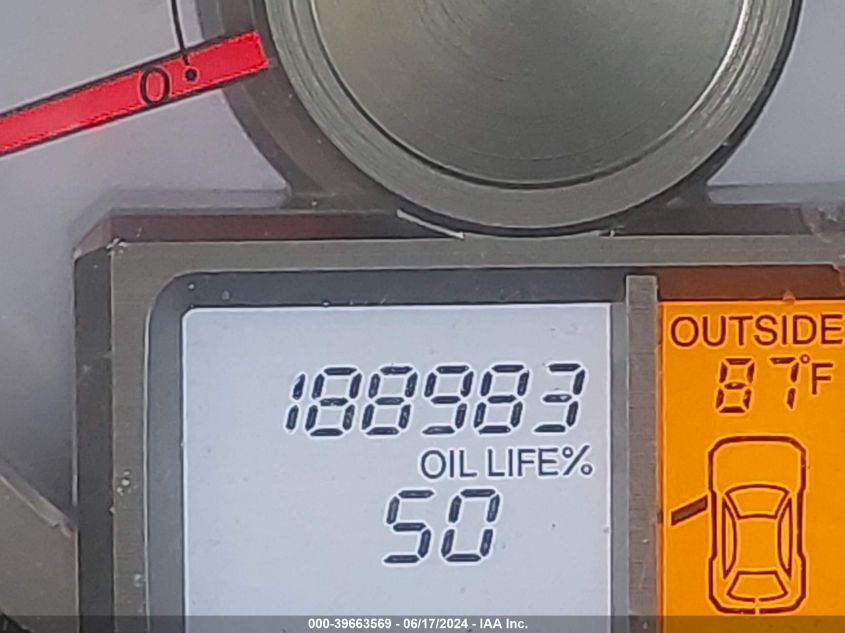 0
OUTSIDE
87°F
188983
OIL LIFE%
50
000-39663569 - 06/17/2024 - IAA Inc.